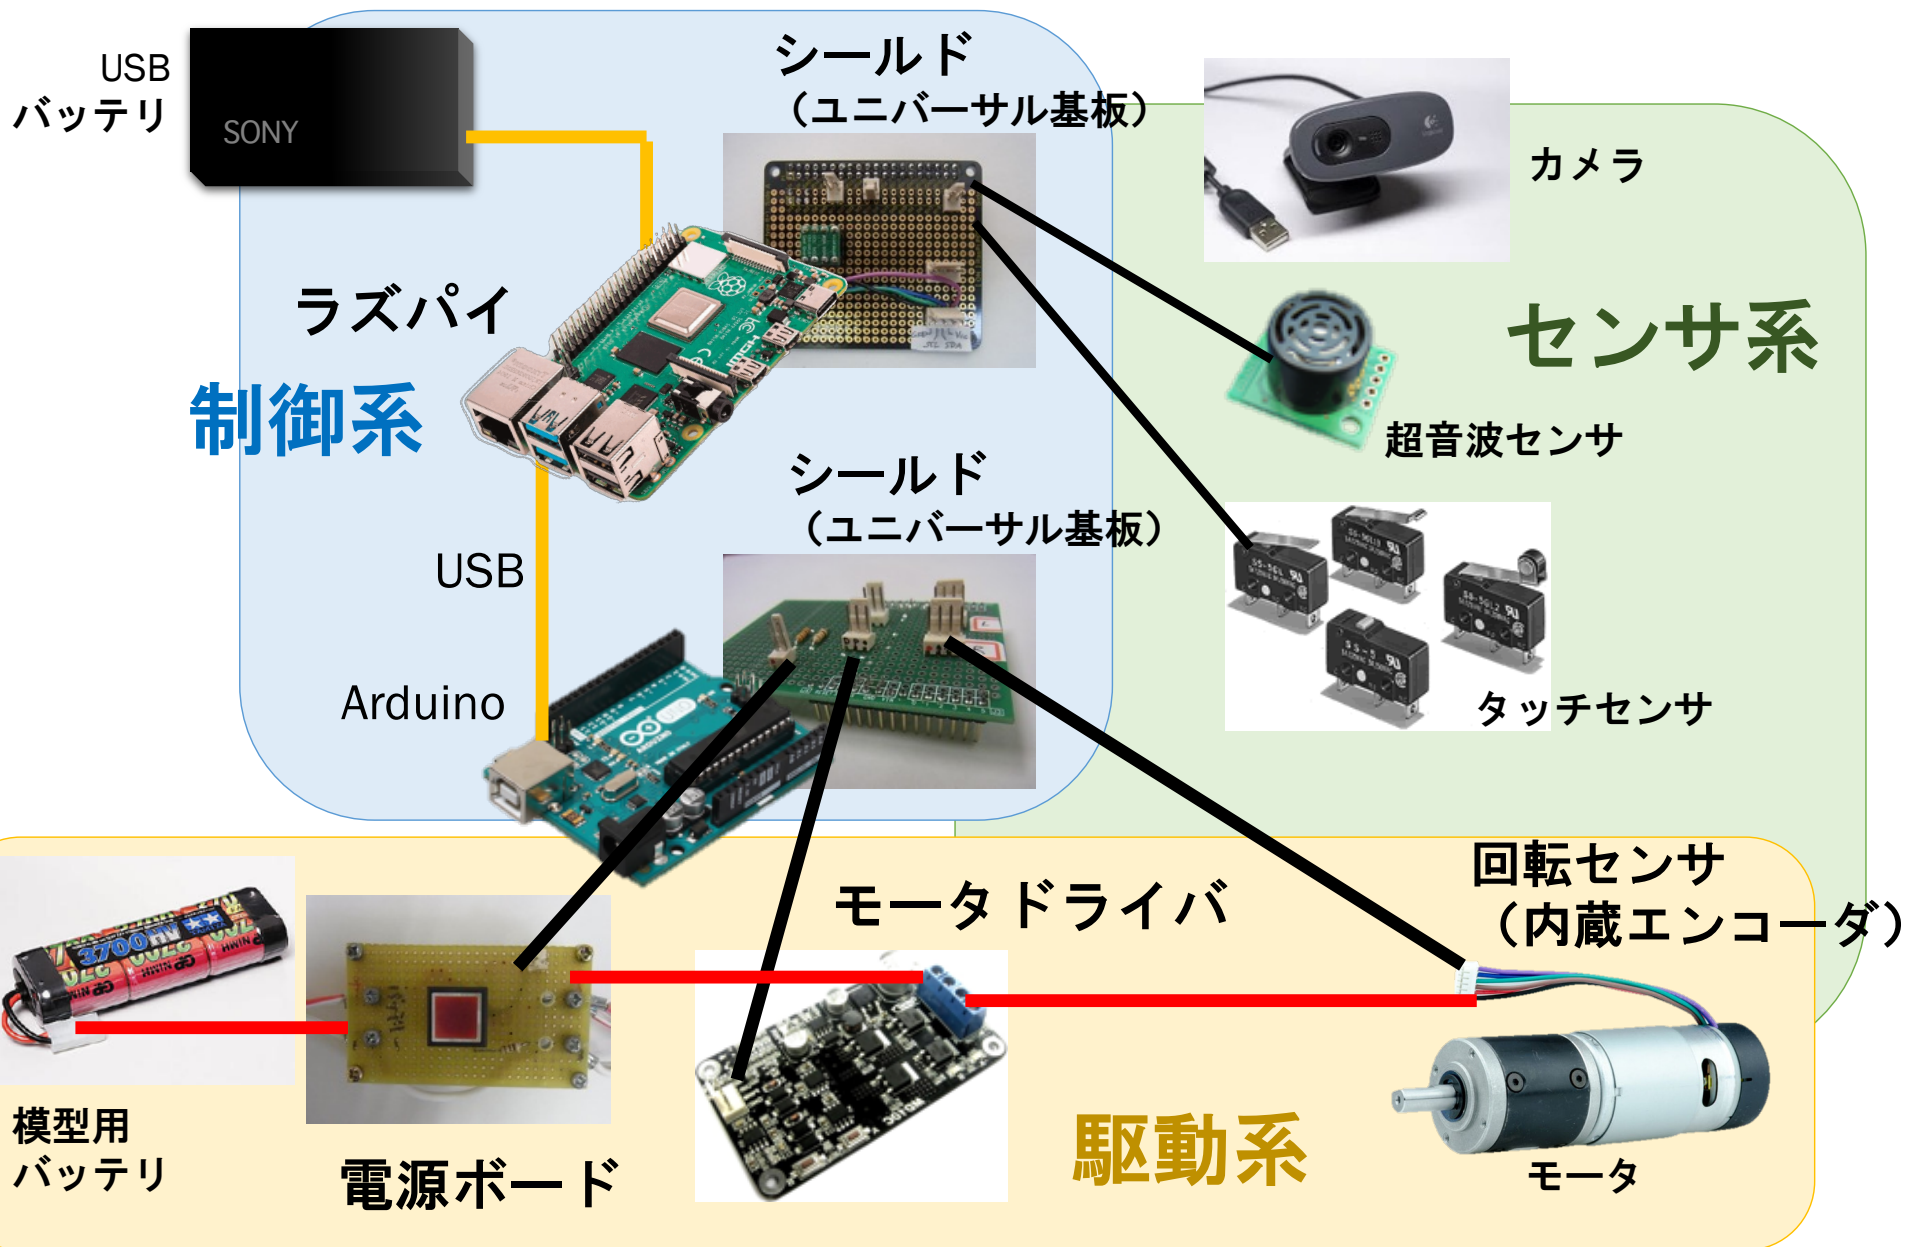 USB
バッテリ
SONY
シールド
（ユニバーサル基板）
カメラ
ラズパイ
制御系
センサ系
超音波センサ
シールド
（ユニバーサル基板）
USB
Arduino
タッチセンサ
回転センサ
（内蔵エンコーダ）
モータドライバ
3700HV
模型用
バッテリ
電源ボード
駆動系
モータ